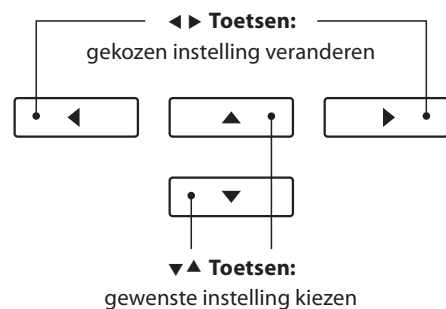 ◀ ▶ Toetsen:
gekozen instelling veranderen
◀
▲
▶
▼
▼ ▲ Toetsen:
gewenste instelling kiezen